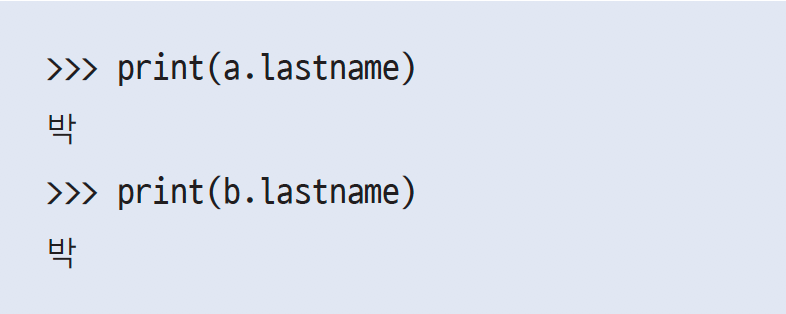 >>> print(a.lastname)
박
>>> print(b.lastname)
박